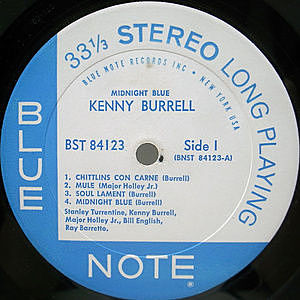 33 1/3 STEREO LONG PLAYING
BLUE NOTE RECORDS INC • NEW YORK USA
MIDNIGHT BLUE
KENNY BURRELL
BST 84123
Side 1
(BNST 84123-A)
1. CHITLINS CON CARNE (Burrell)
2. MULE (Major Holley Jr.)
3. SOUL LAMENT (Burrell)
4. MIDNIGHT BLUE (Burrell)
Stanley Turrentine, Kenny Burrell,
Major Holley Jr., Bill English,
Ray Barretto.
BLUE
NOTE®